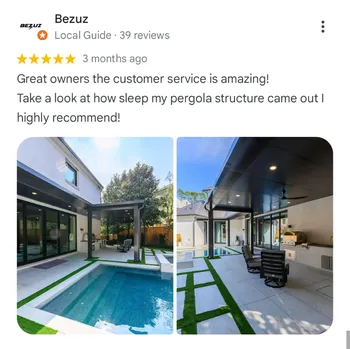 Bezuz
BEZUZ
Local Guide · 39 reviews
3 months ago
Great owners the customer service is amazing!
Take a look at how sleep my pergola structure came out I
highly recommend!